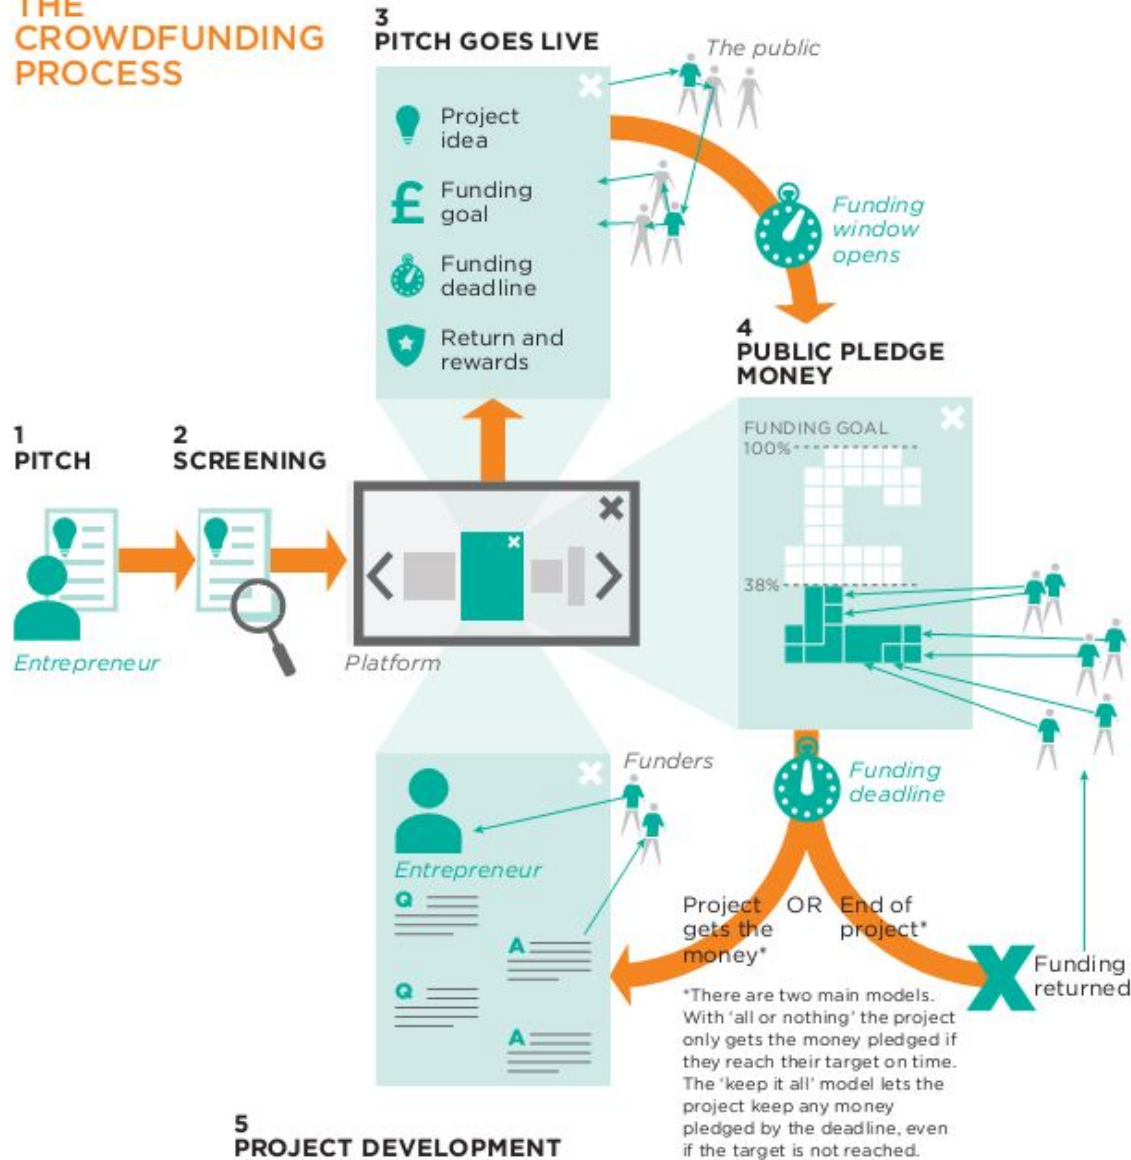 THE
CROWDFUNDING
PROCESS
3
PITCH GOES LIVE
The public
Project
idea
£
Funding
goal
Funding
deadline
Return and
rewards
Funding
window
opens
4
PUBLIC PLEDGE
MONEY
FUNDING GOAL
100%
38%
1
PITCH
2
SCREENING
Entrepreneur
Platform
Funders
Entrepreneur
Q
A
Q
A
Funding
deadline
Project
gets the
money*
OR
End of
project*
Funding
returned
*There are two main models.
With 'all or nothing' the project
only gets the money pledged if
they reach their target on time.
The 'keep it all' model lets the
project keep any money
pledged by the deadline, even
if the target is not reached.
5
PROJECT DEVELOPMENT